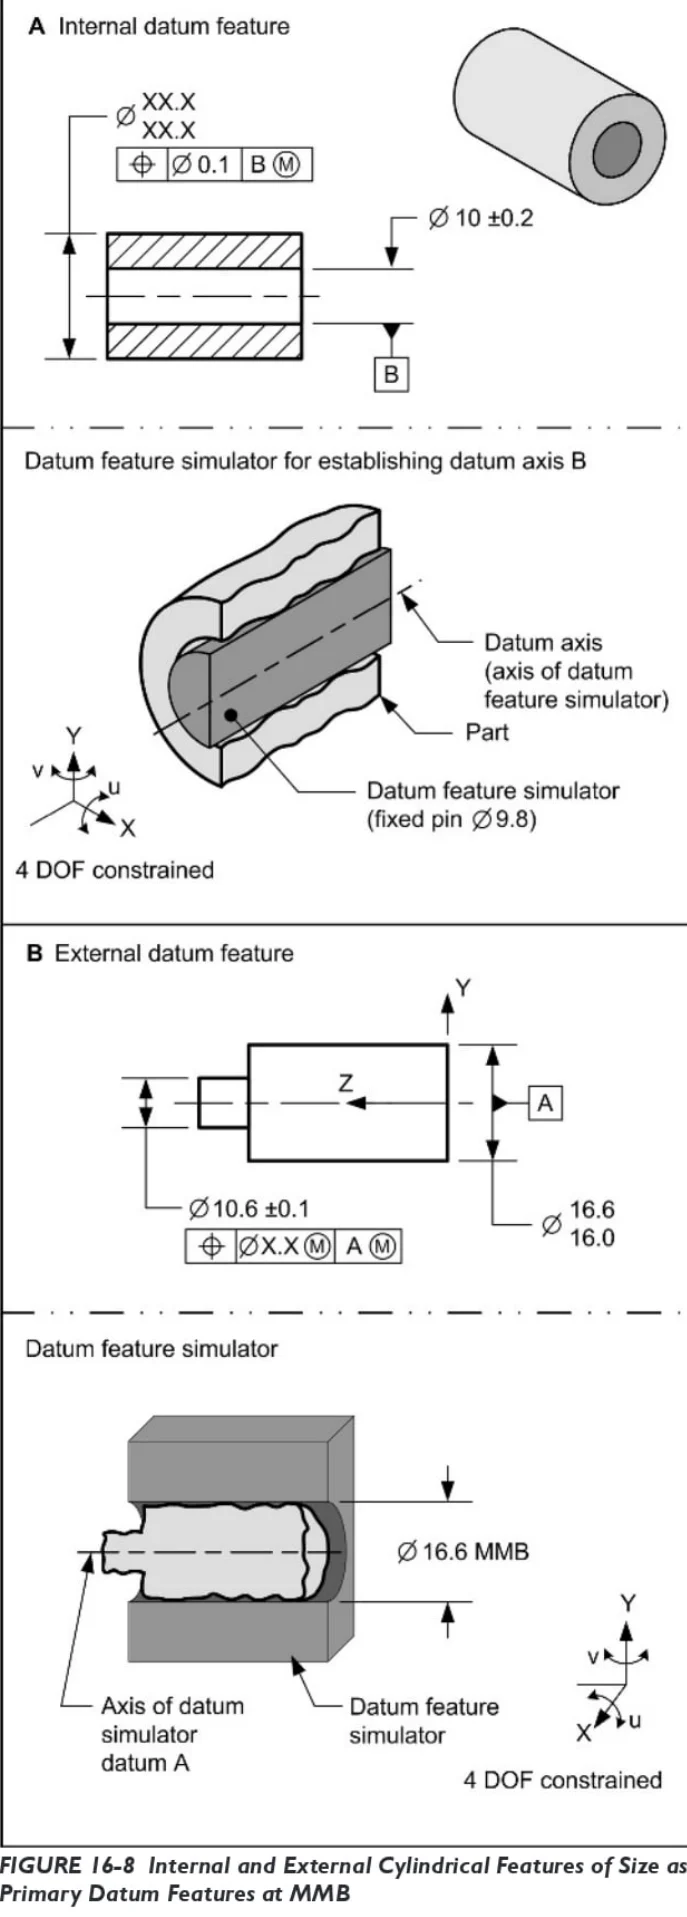 A Internal datum feature
⌀ XX.X
XX.X
⌖ ⌀ 0.1 B Ⓜ
⌀ 10 ±0.2
B
Datum feature simulator for establishing datum axis B
Datum axis
(axis of datum
feature simulator)
Part
Y
v
u
X
Datum feature simulator
(fixed pin ⌀9.8)
4 DOF constrained
B External datum feature
Y
Z
A
⌀10.6 ±0.1
⌖ ⌀X.X Ⓜ A Ⓜ
⌀ 16.6
16.0
Datum feature simulator
⌀ 16.6 MMB
Y
v
u
X
Axis of datum
simulator
datum A
Datum feature
simulator
4 DOF constrained
FIGURE 16-8 Internal and External Cylindrical Features of Size as
Primary Datum Features at MMB